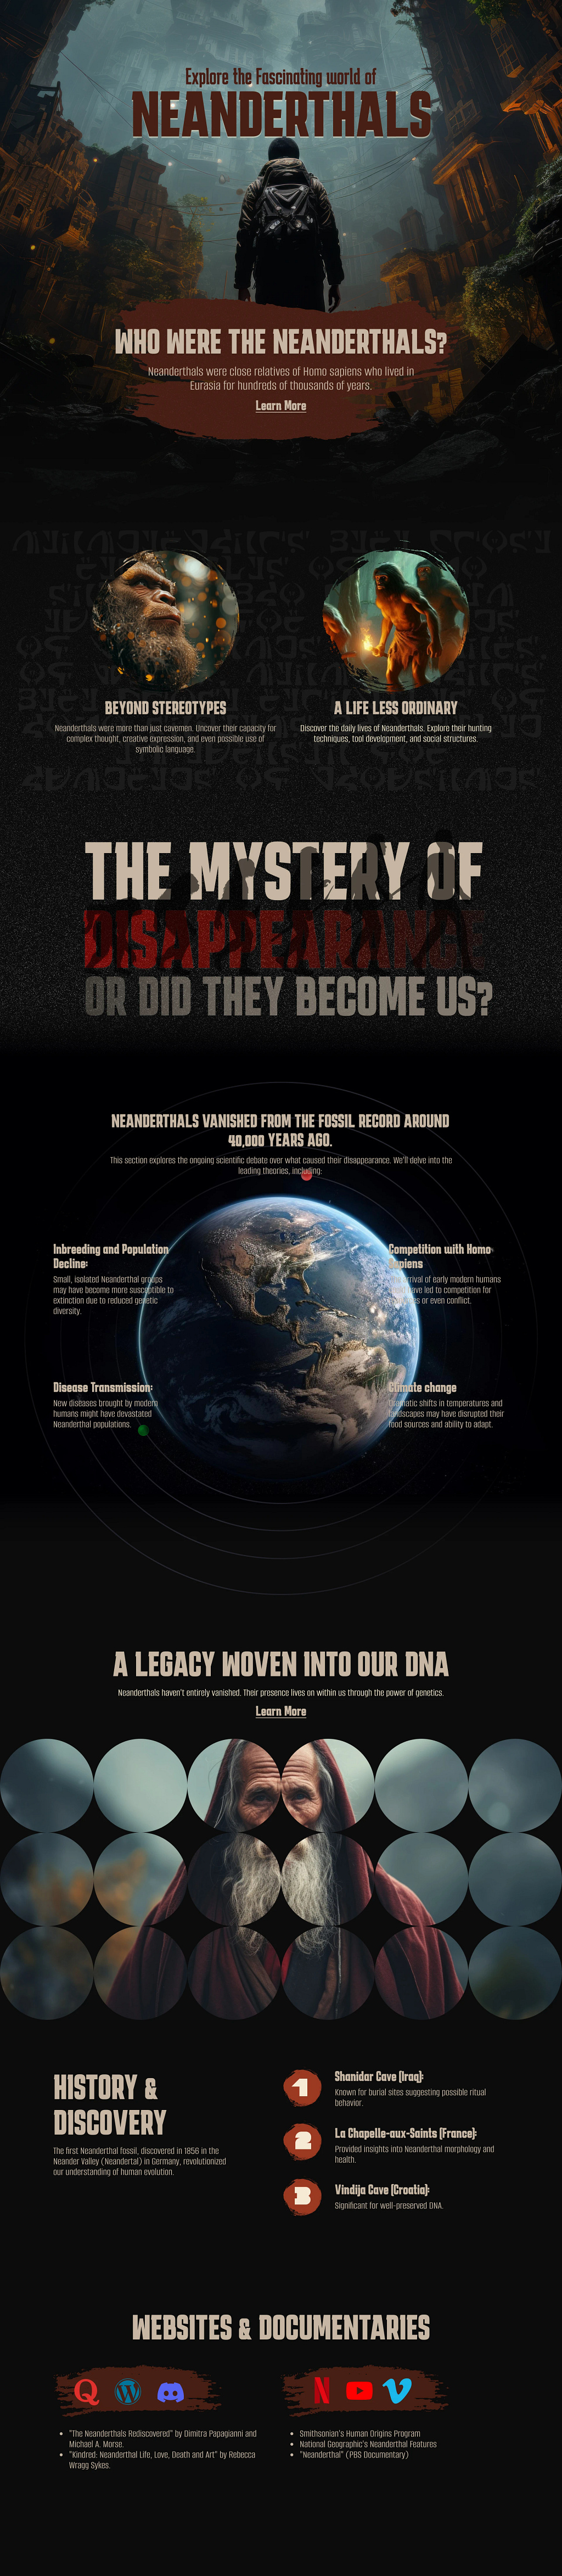 Explore the Fascinating world of
NEANDERTHALS
WHO WERE THE NEANDERTHALS?
Neanderthals were close relatives of Homo sapiens who lived in
Eurasia for hundreds of thousands of years.
Learn More
BEYOND STEREOTYPES
Neanderthals were more than just cavemen. Uncover their capacity for
complex thought, creative expression, and even possible use of
symbolic language.
A LIFE LESS ORDINARY
Discover the daily lives of Neanderthals. Explore their hunting
techniques, tool development, and social structures.
THE MYSTERY OF
DISAPPEARANCE
OR DID THEY BECOME US?
NEANDERTHALS VANISHED FROM THE FOSSIL RECORD AROUND
40,000 YEARS AGO.
This section explores the ongoing scientific debate over what caused their disappearance. We'll delve into the
leading theories, including:
Inbreeding and Population
Decline:
Small, isolated Neanderthal groups
may have become more susceptible to
extinction due to reduced genetic
diversity.
Competition with Homo
Sapiens
arrival of early modern humans
have led to competition for
or even conflict.
Disease Transmission:
New diseases brought by modern
humans might have devastated
Neanderthal populations.
Climate change
shifts in temperatures and
landscapes may have disrupted their
food sources and ability to adapt.
A LEGACY WOVEN INTO OUR DNA
Neanderthals haven't entirely vanished. Their presence lives on within us through the power of genetics.
Learn More
HISTORY &
DISCOVERY
The first Neanderthal fossil, discovered in 1856 in the
Neander Valley (Neandertal) in Germany, revolutionized
our understanding of human evolution.
1
Shanidar Cave (Iraq):
Known for burial sites suggesting possible ritual
behavior.
2
La Chapelle-aux-Saints (France):
Provided insights into Neanderthal morphology and
health.
3
Vindija Cave (Croatia):
Significant for well-preserved DNA.
WEBSITES & DOCUMENTARIES
• "The Neanderthals Rediscovered" by Dimitra Papagianni and
Michael A. Morse.
• "Kindred: Neanderthal Life, Love, Death and Art" by Rebecca
Wragg Sykes.
• Smithsonian's Human Origins Program
• National Geographic's Neanderthal Features
• "Neanderthal" (PBS Documentary)